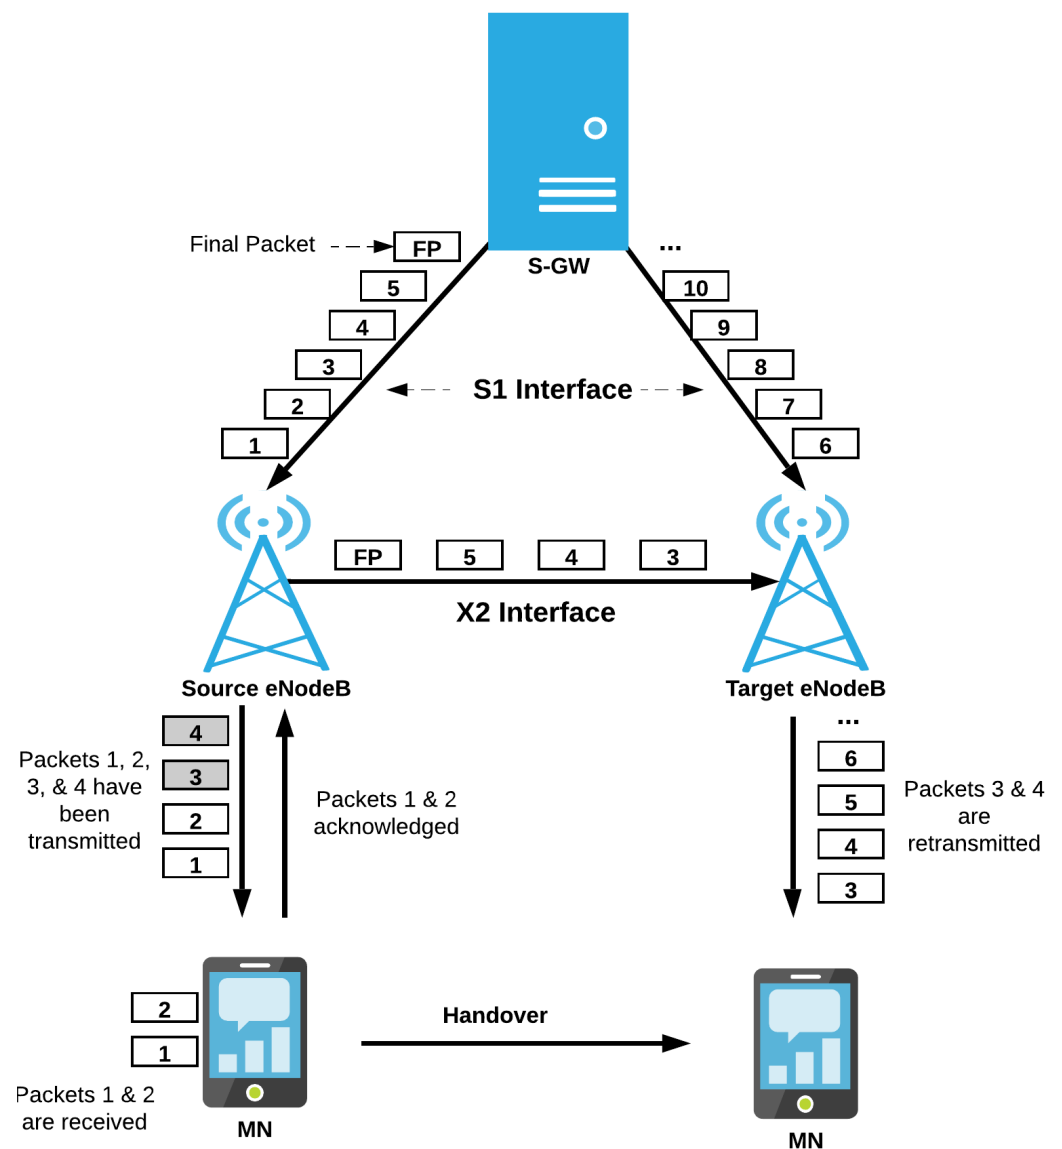 Final Packet
FP
...
S-GW
5
10
4
9
3
8
S1 Interface
2
7
1
6
FP
5
4
3
X2 Interface
Source eNodeB
Target eNodeB
4
3
2
1
Packets 1, 2,
3, & 4 have
been
transmitted
Packets 1 & 2
acknowledged
...
6
5
4
3
Packets 3 & 4
are
retransmitted
2
1
Packets 1 & 2
are received
MN
Handover
MN